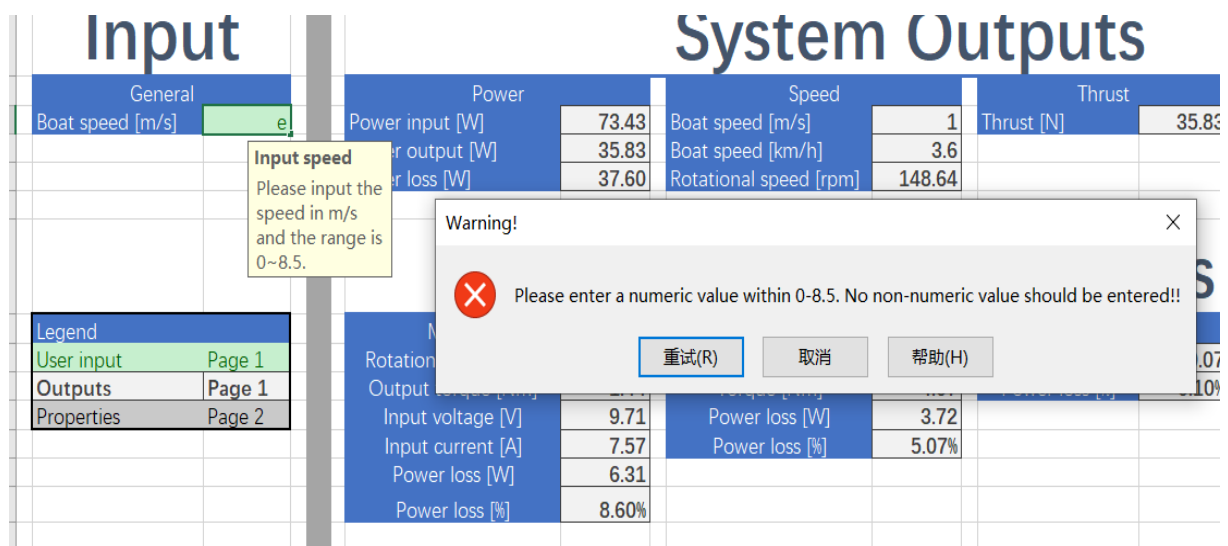 Input
System Outputs
General
Boat speed [m/s] e
Input speed
Please input the
speed in m/s
and the range is
0~8.5.
Legend
User input Page 1
Outputs Page 1
Properties Page 2
Power
Power input [W] 73.43
output [W] 35.83
loss [W] 37.60
Speed
Boat speed [m/s] 1
Boat speed [km/h] 3.6
Rotational speed [rpm] 148.64
Thrust
Thrust [N] 35.83
Warning!
Please enter a numeric value within 0-8.5. No non-numeric value should be entered!!
重试(R) 取消 帮助(H)
Output
Input voltage [V] 9.71
Input current [A] 7.57
Power loss [W] 6.31
Power loss [%] 8.60%
Power loss [W] 3.72
Power loss [%] 5.07%